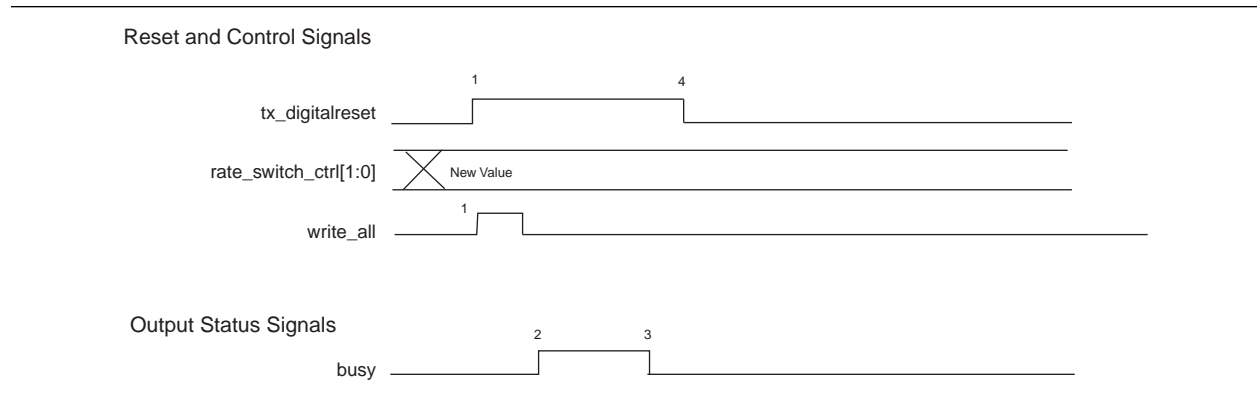 Reset and Control Signals
1 4
tx_digitalreset
rate_switch_ctrl[1:0] New Value
1
write_all
Output Status Signals
2 3
busy